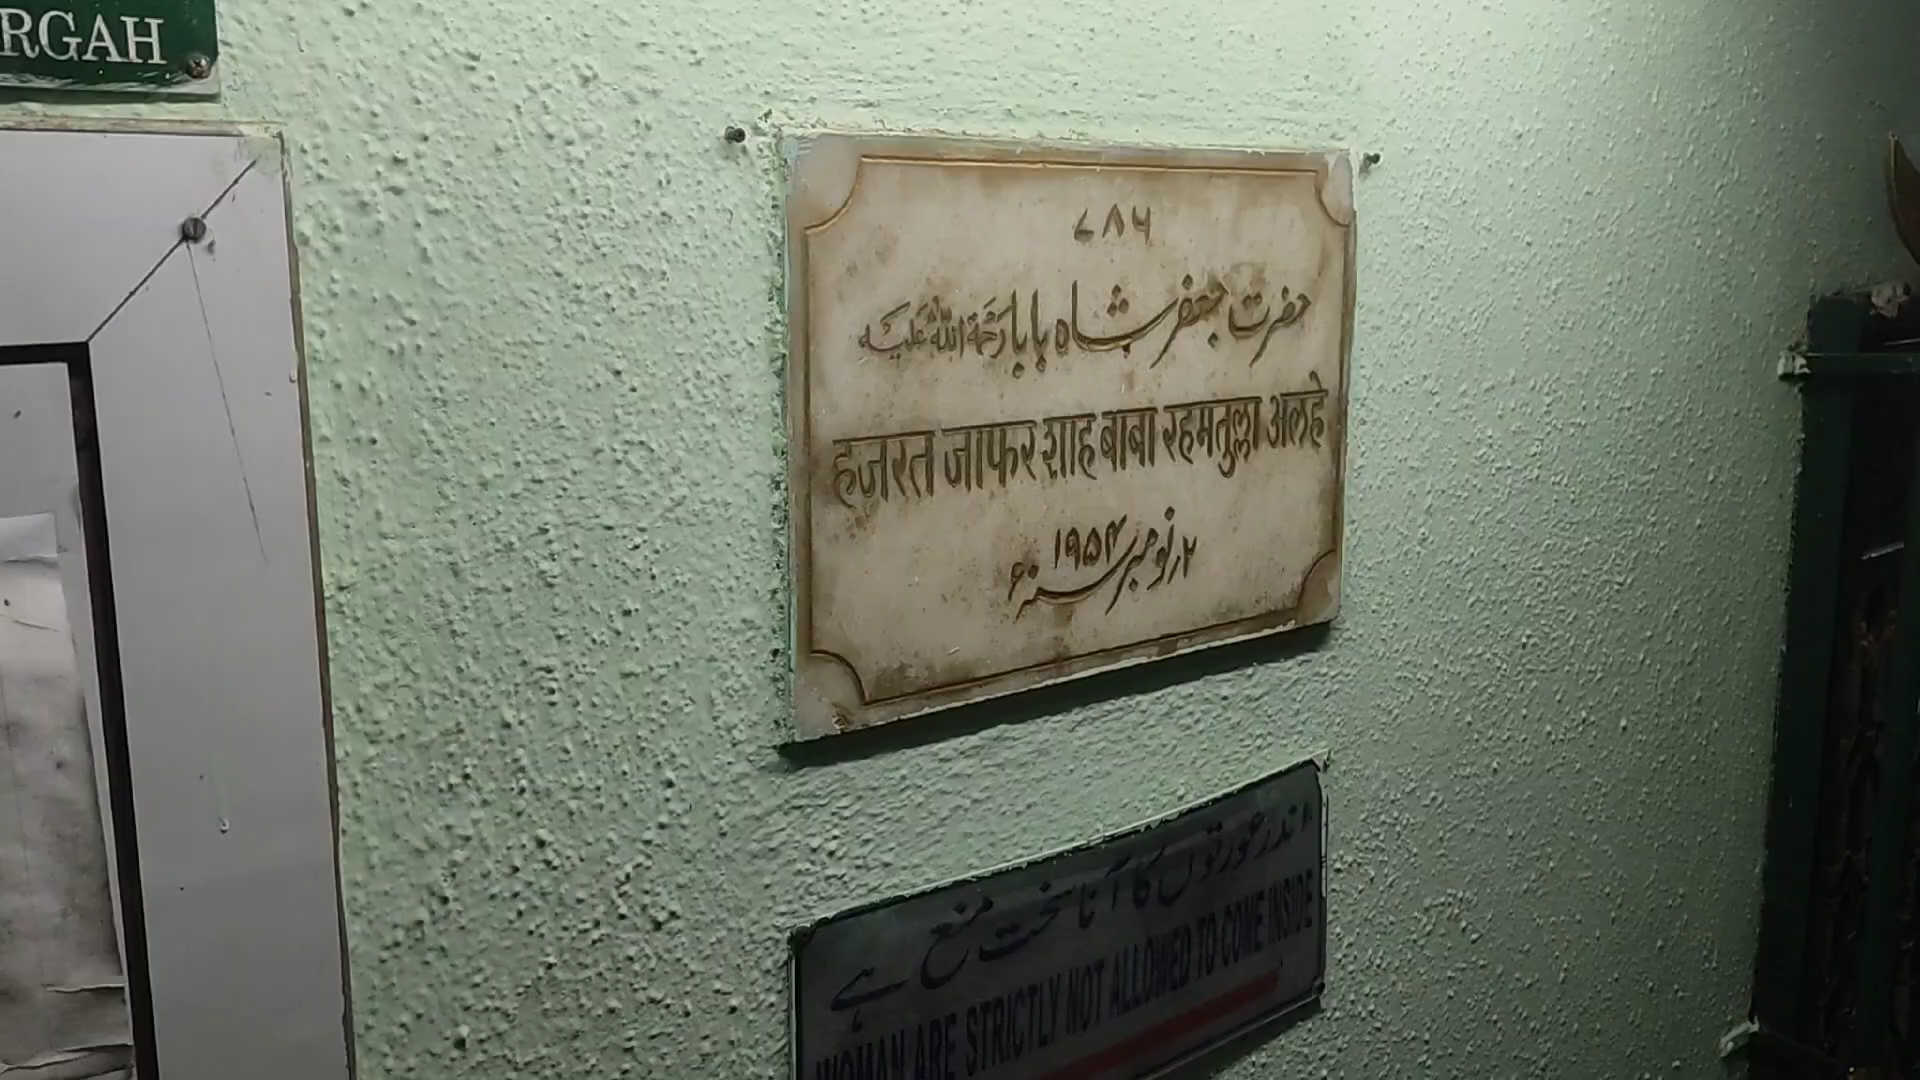 RGAH
۷۸۶
حضرت جعفر شاہ بابا رحمۃ اللہ علیہ
हजरत जाफर शाह बाबा रहमतुल्ला अलहे
۲؍نومبر سنہ ۱۹۵۴ء
اندر عورتوں کا آنا سخت منع ہے
WOMAN ARE STRICTLY NOT ALLOWED TO COME INSIDE